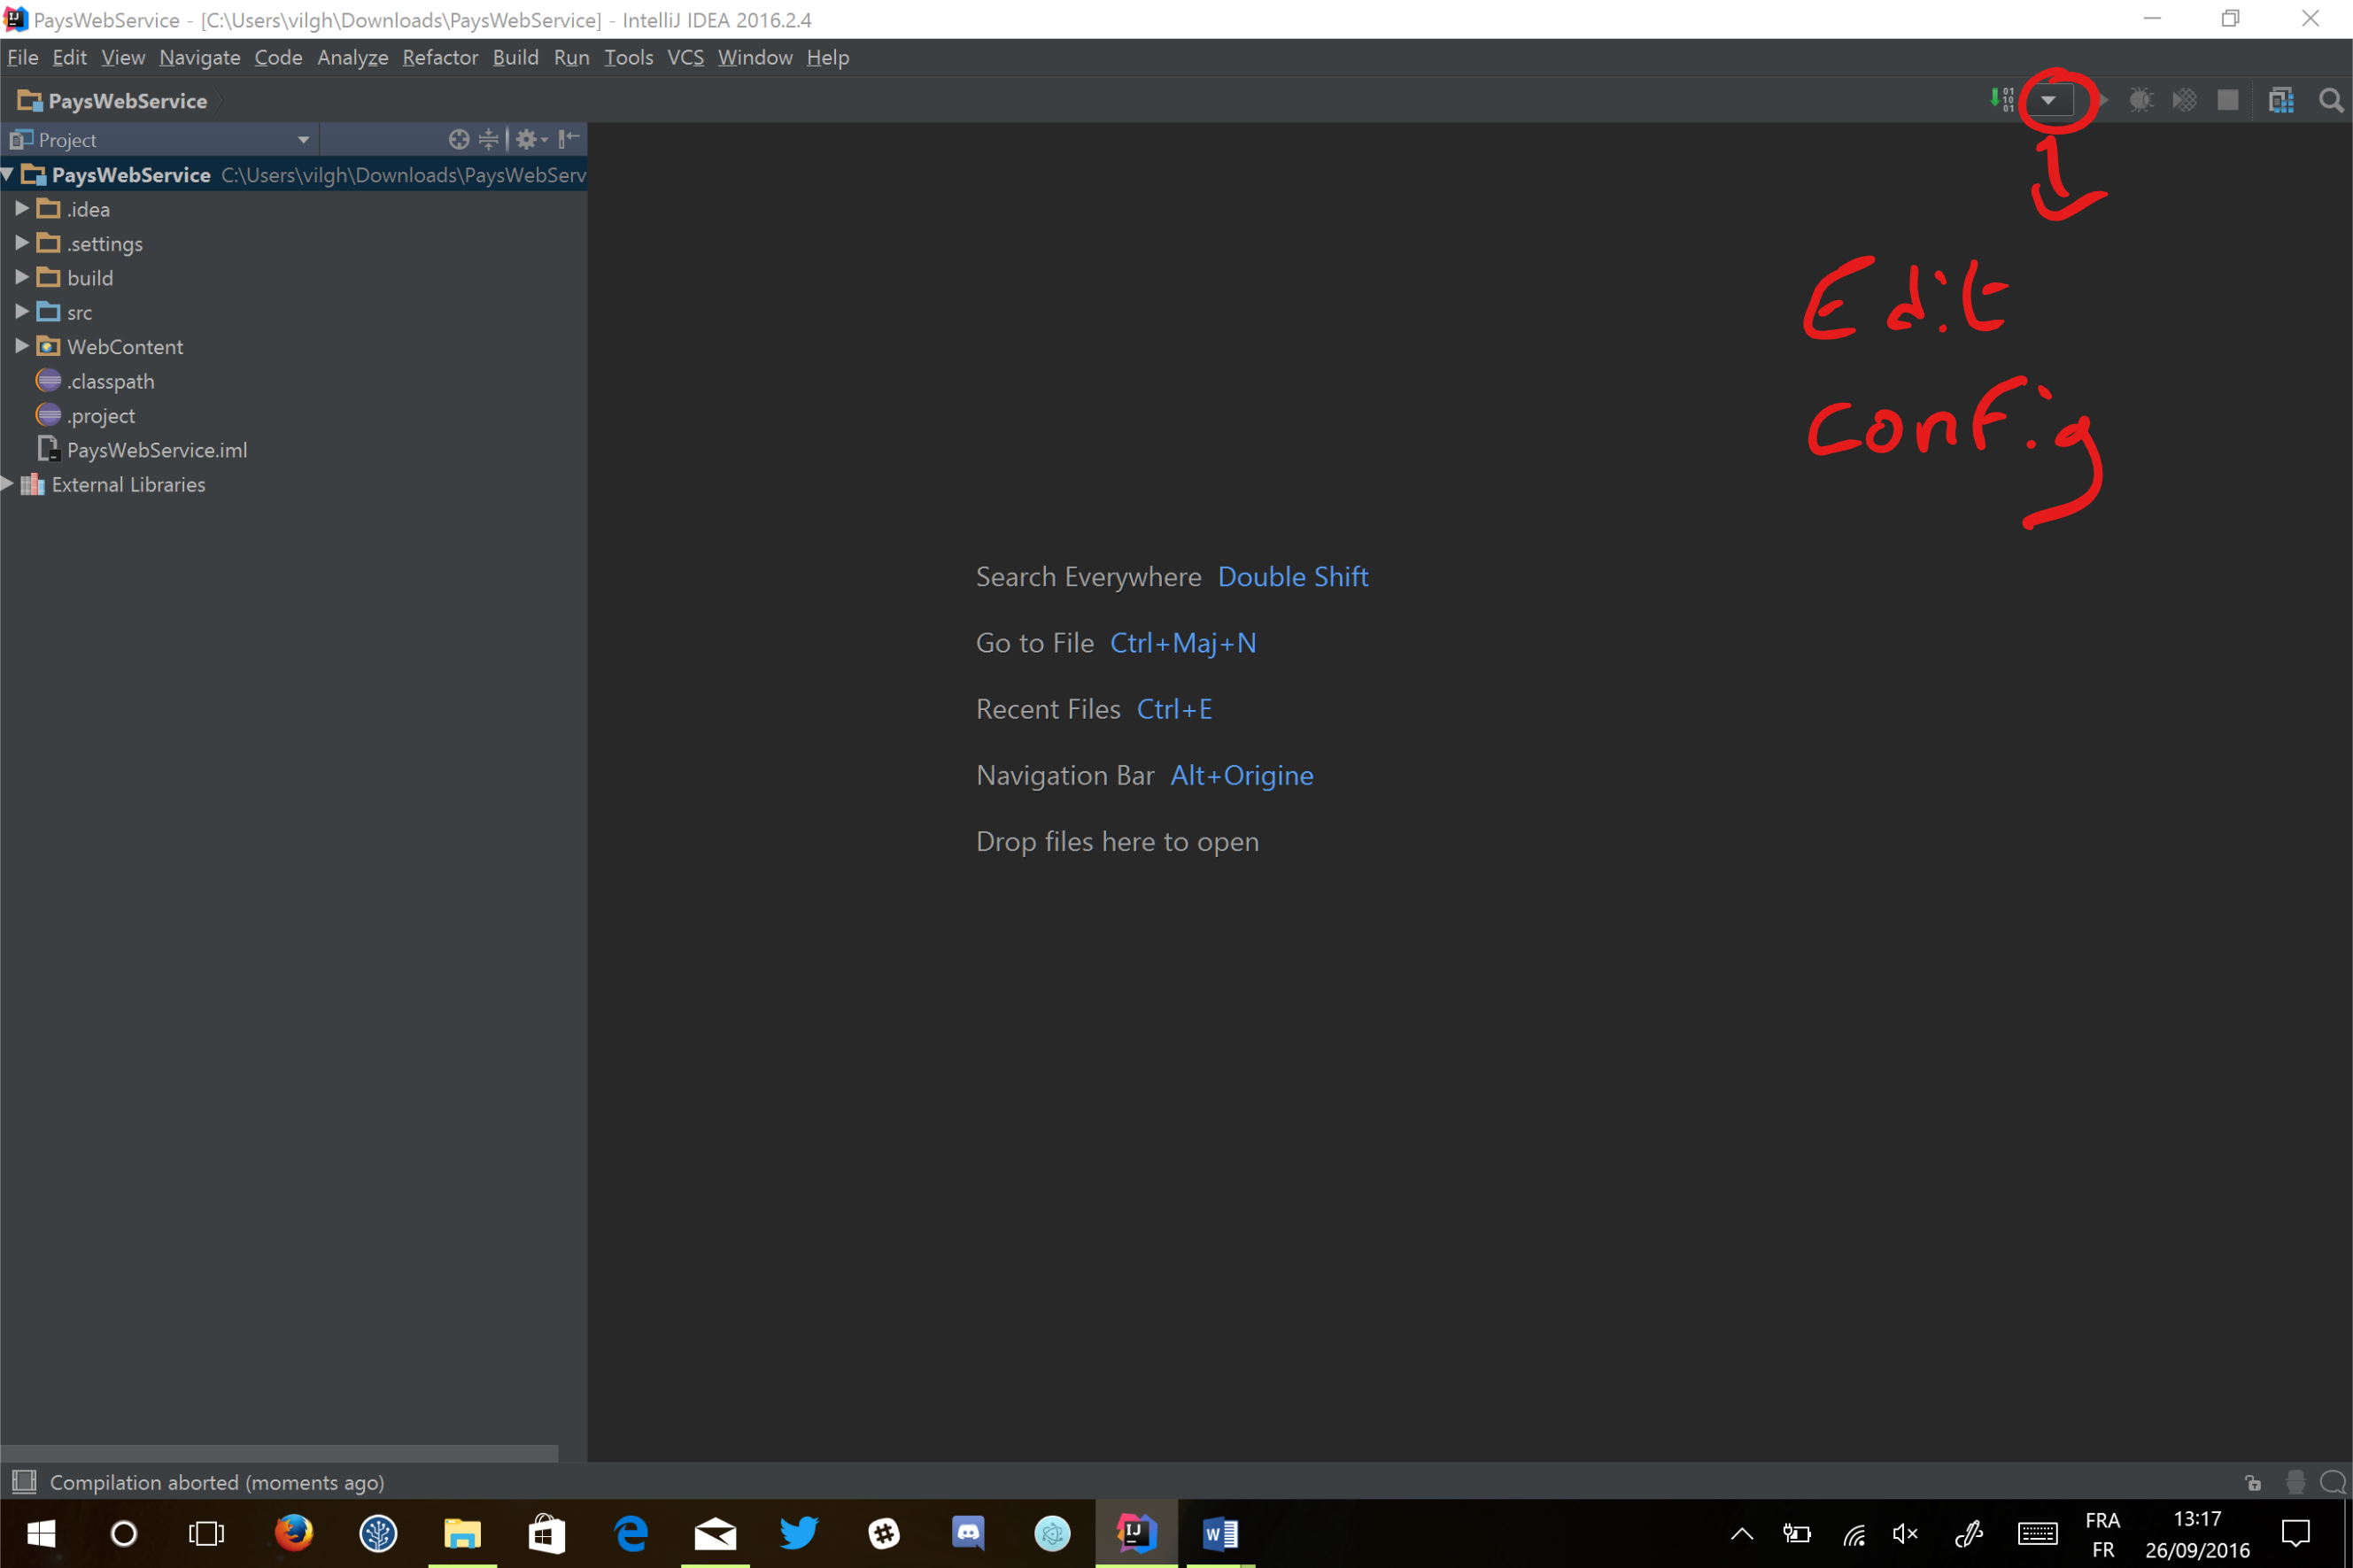 PaysWebService - [C:\Users\vilgh\Downloads\PaysWebService] - IntelliJ IDEA 2016.2.4
File Edit View Navigate Code Analyze Refactor Build Run Tools VCS Window Help
PaysWebService
Project
PaysWebService C:\Users\vilgh\Downloads\PaysWebServ
.idea
.settings
build
src
WebContent
.classpath
.project
PaysWebService.iml
External Libraries
Edit
config
Search Everywhere Double Shift
Go to File Ctrl+Maj+N
Recent Files Ctrl+E
Navigation Bar Alt+Origine
Drop files here to open
Compilation aborted (moments ago)
FRA
FR
13:17
26/09/2016